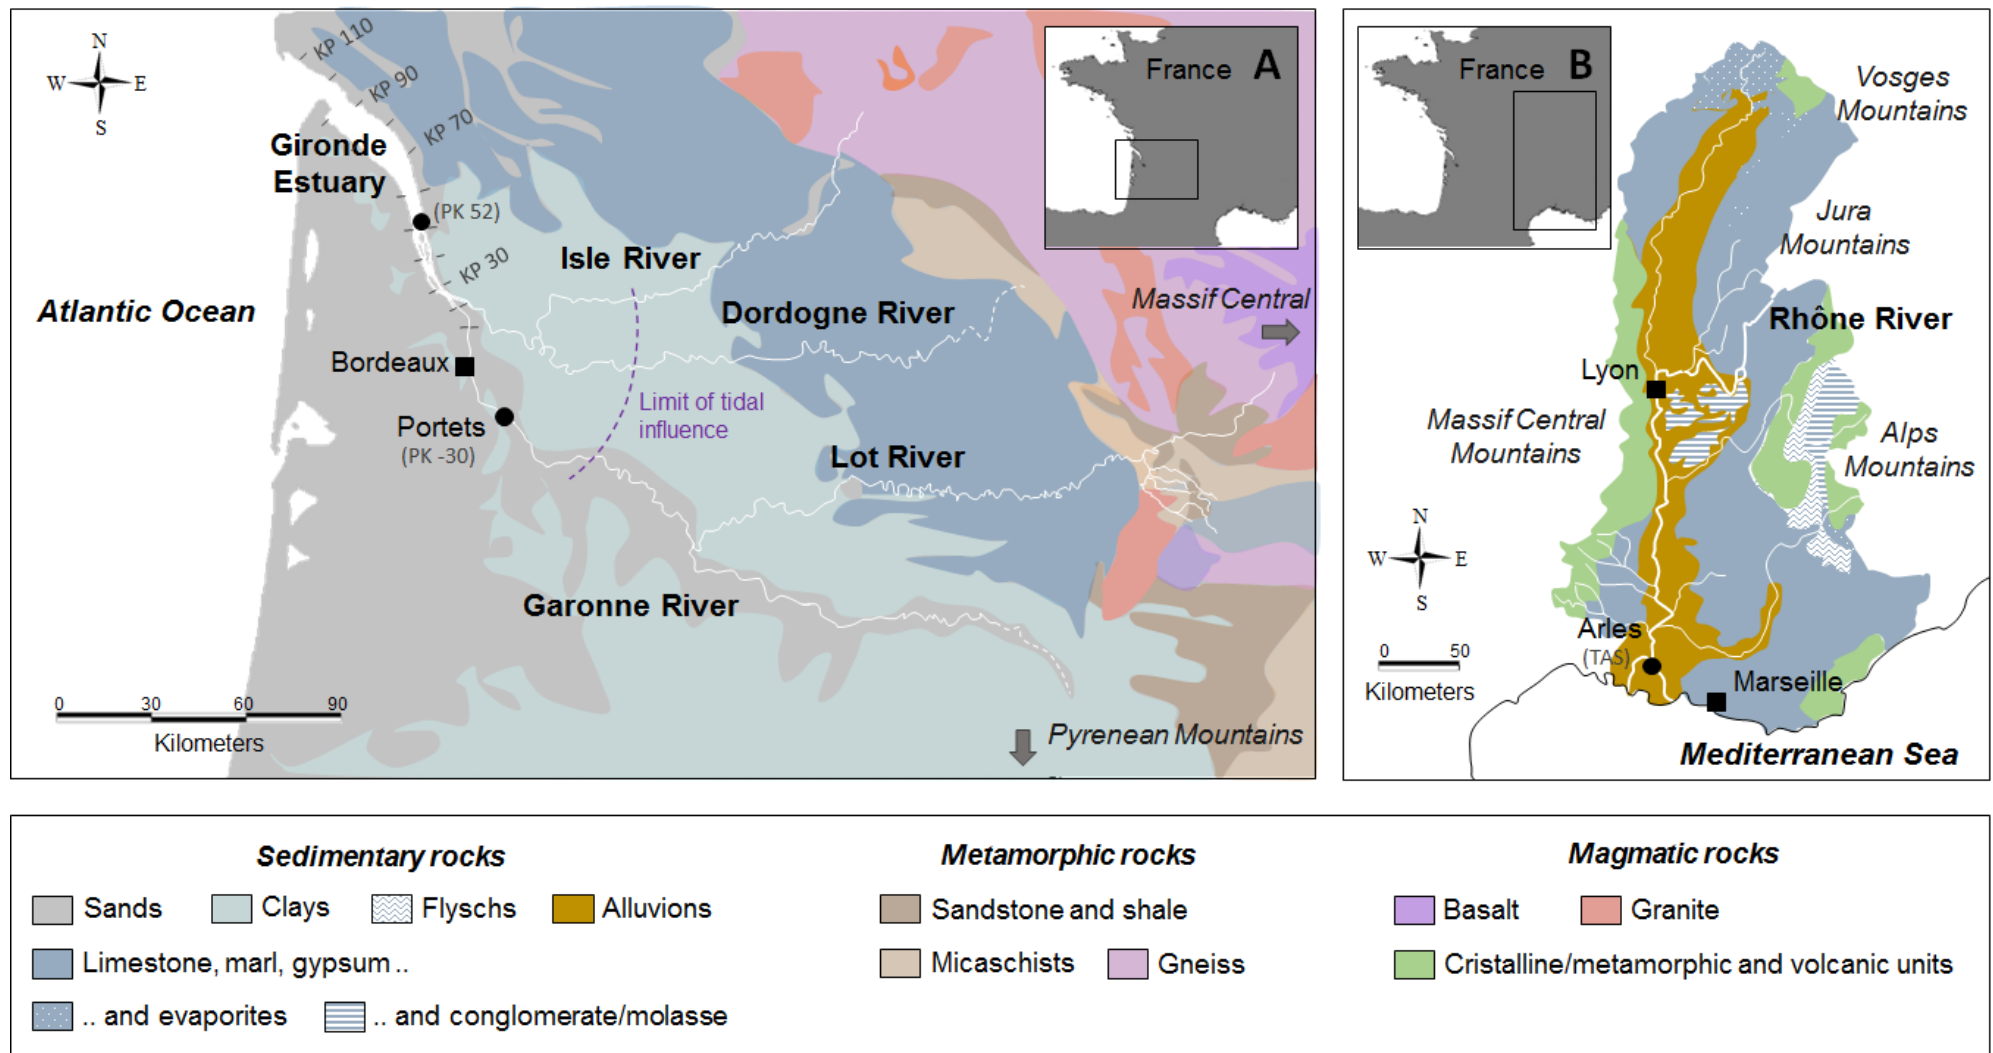 N
W E
S
KP 110
KP 90
KP 70
Gironde
Estuary
(PK 52)
KP 30
Isle River
Atlantic Ocean
Dordogne River
Bordeaux
Limit of tidal
influence
Portets
(PK -30)
Lot River
Garonne River
0 30 60 90
Kilometers
France A
Massif Central
Pyrenean Mountains
France B
Vosges
Mountains
Jura
Mountains
Rhône River
Lyon
Massif Central
Mountains
Alps
Mountains
N
W E
S
Arles
(TAS)
0 50
Kilometers
Marseille
Mediterranean Sea
Sedimentary rocks
Sands Clays Flyschs Alluvions
Limestone, marl, gypsum ..
.. and evaporites .. and conglomerate/molasse
Metamorphic rocks
Sandstone and shale
Micaschists Gneiss
Magmatic rocks
Basalt Granite
Cristalline/metamorphic and volcanic units